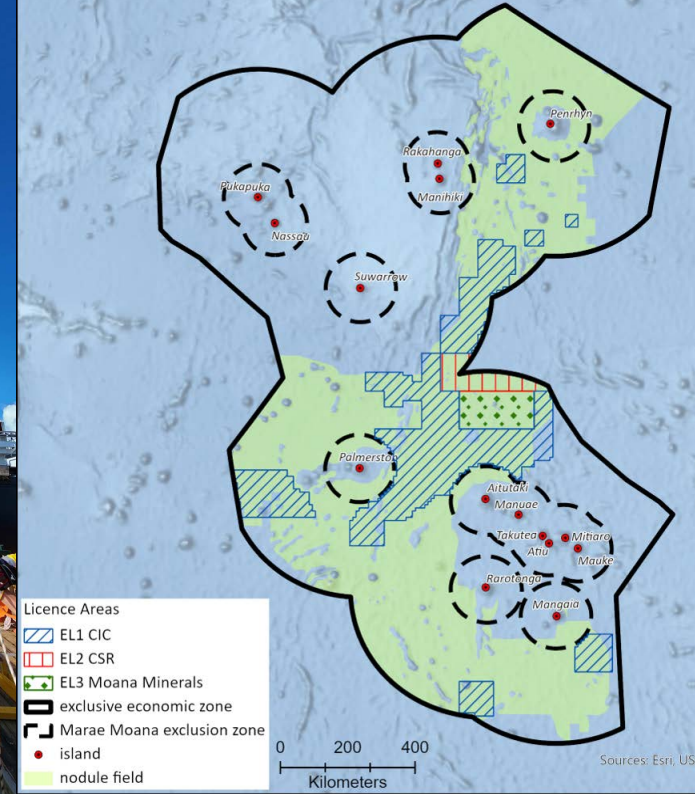 Penrhyn
Rakahanga
Manihiki
Pukapuka
Nassau
Suwarrow
Palmersto
Aitutaki
Manuae
Takutea
Mitiaro
Atiu
Mauke
Rarotonga
Mangaia
Licence Areas
EL1 CIC
EL2 CSR
EL3 Moana Minerals
exclusive economic zone
Marae Moana exclusion zone
island
nodule field
0 200 400
Kilometers
Sources: Esri, US